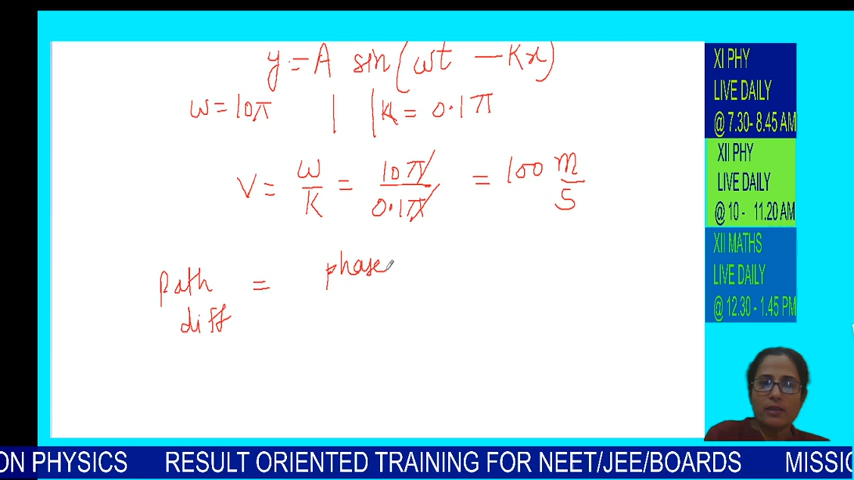 y = A sin(ωt - Kx)
ω = 10π | |K = 0.1π
V = ω/K = 10π/0.1π = 100 m/s
Path diff = phase
XI PHY
LIVE DAILY
@ 7.30- 8.45 AM
XII PHY
LIVE DAILY
@ 10 - 11.20 AM
XII MATHS
LIVE DAILY
@ 12.30 - 1.45 PM
ON PHYSICS RESULT ORIENTED TRAINING FOR NEET/JEE/BOARDS MISSIO